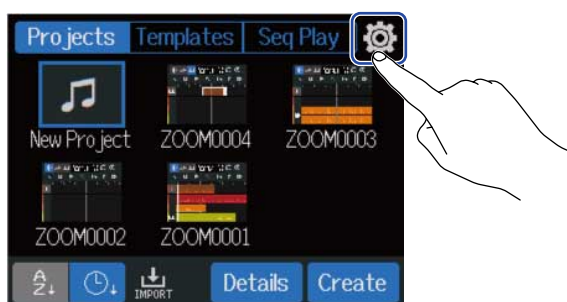 Projects Templates Seq Play
New Project ZOOM0004 ZOOM0003
ZOOM0002 ZOOM0001
A Z IMPORT Details Create